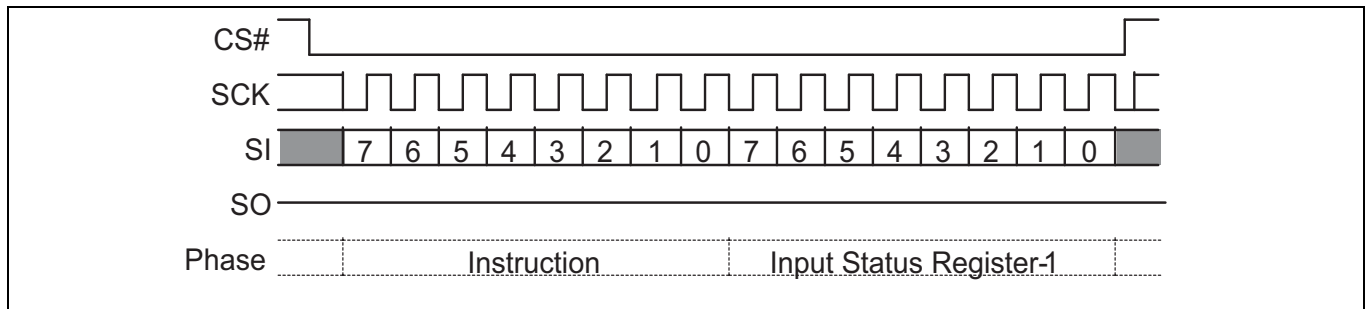 CS#
SCK
SI 7 6 5 4 3 2 1 0 7 6 5 4 3 2 1 0
SO
Phase Instruction Input Status Register-1